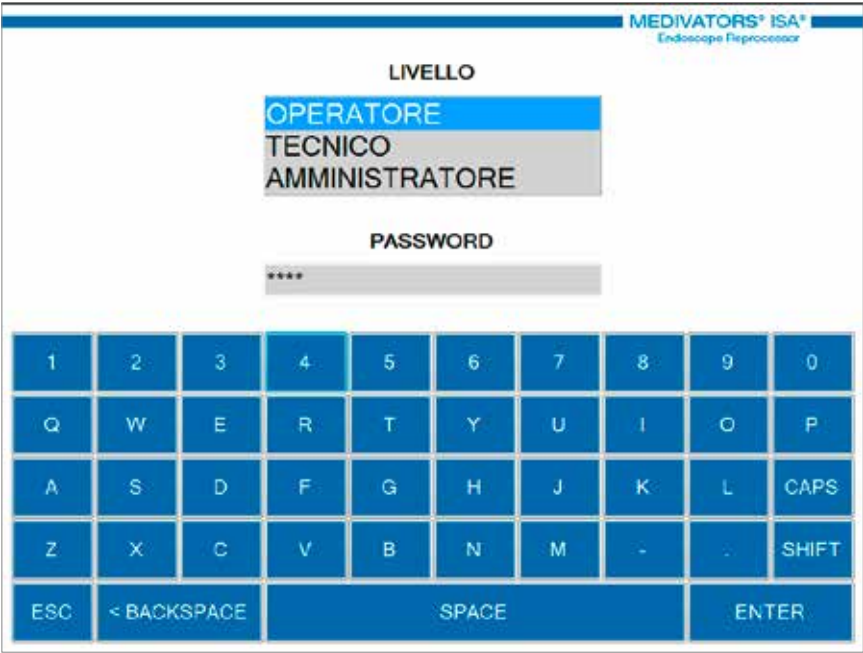 MEDIVATORS® ISA®
Endoscope Reprocessor
LIVELLO
OPERATORE
TECNICO
AMMINISTRATORE
PASSWORD
****
1 2 3 4 5 6 7 8 9 0
Q W E R T Y U I O P
A S D F G H J K L CAPS
Z X C V B N M - . SHIFT
ESC < BACKSPACE SPACE ENTER